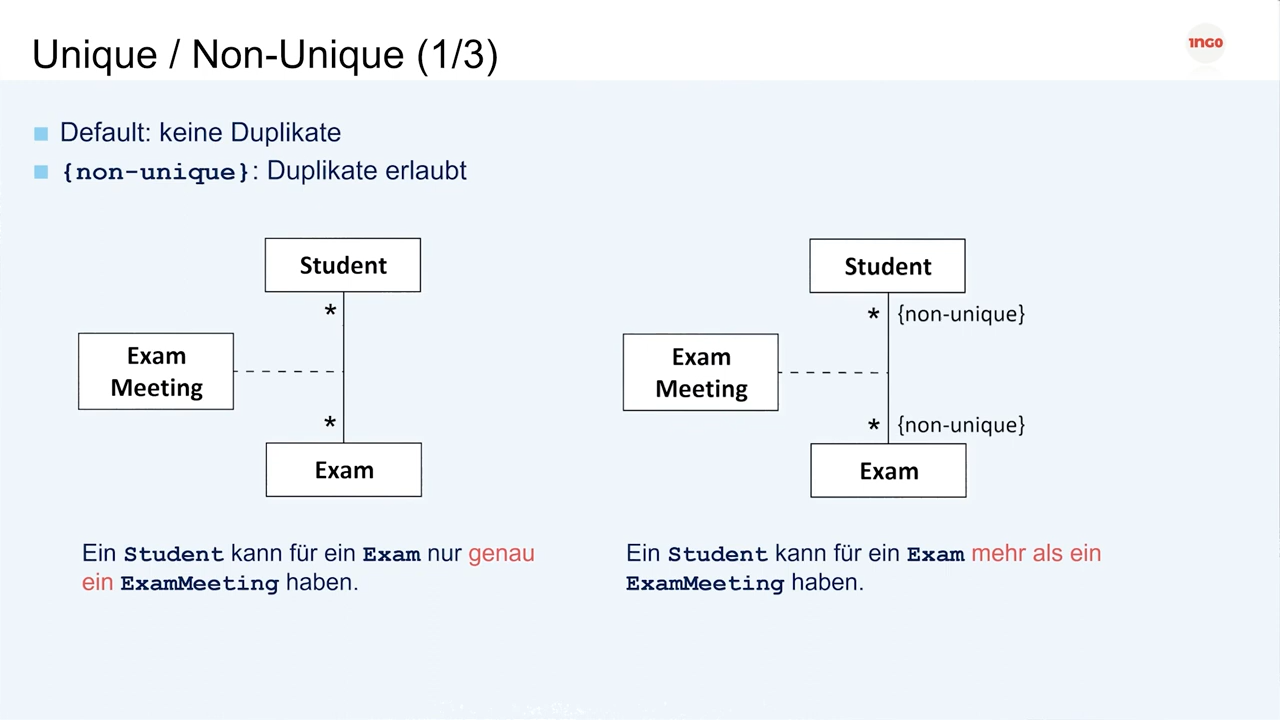 Unique / Non-Unique (1/3)
1NGO
Default: keine Duplikate
{non-unique}: Duplikate erlaubt
Student
*
Exam
Meeting
*
Exam
Ein Student kann für ein Exam nur genau
ein ExamMeeting haben.
Student
* {non-unique}
Exam
Meeting
* {non-unique}
Exam
Ein Student kann für ein Exam mehr als ein
ExamMeeting haben.